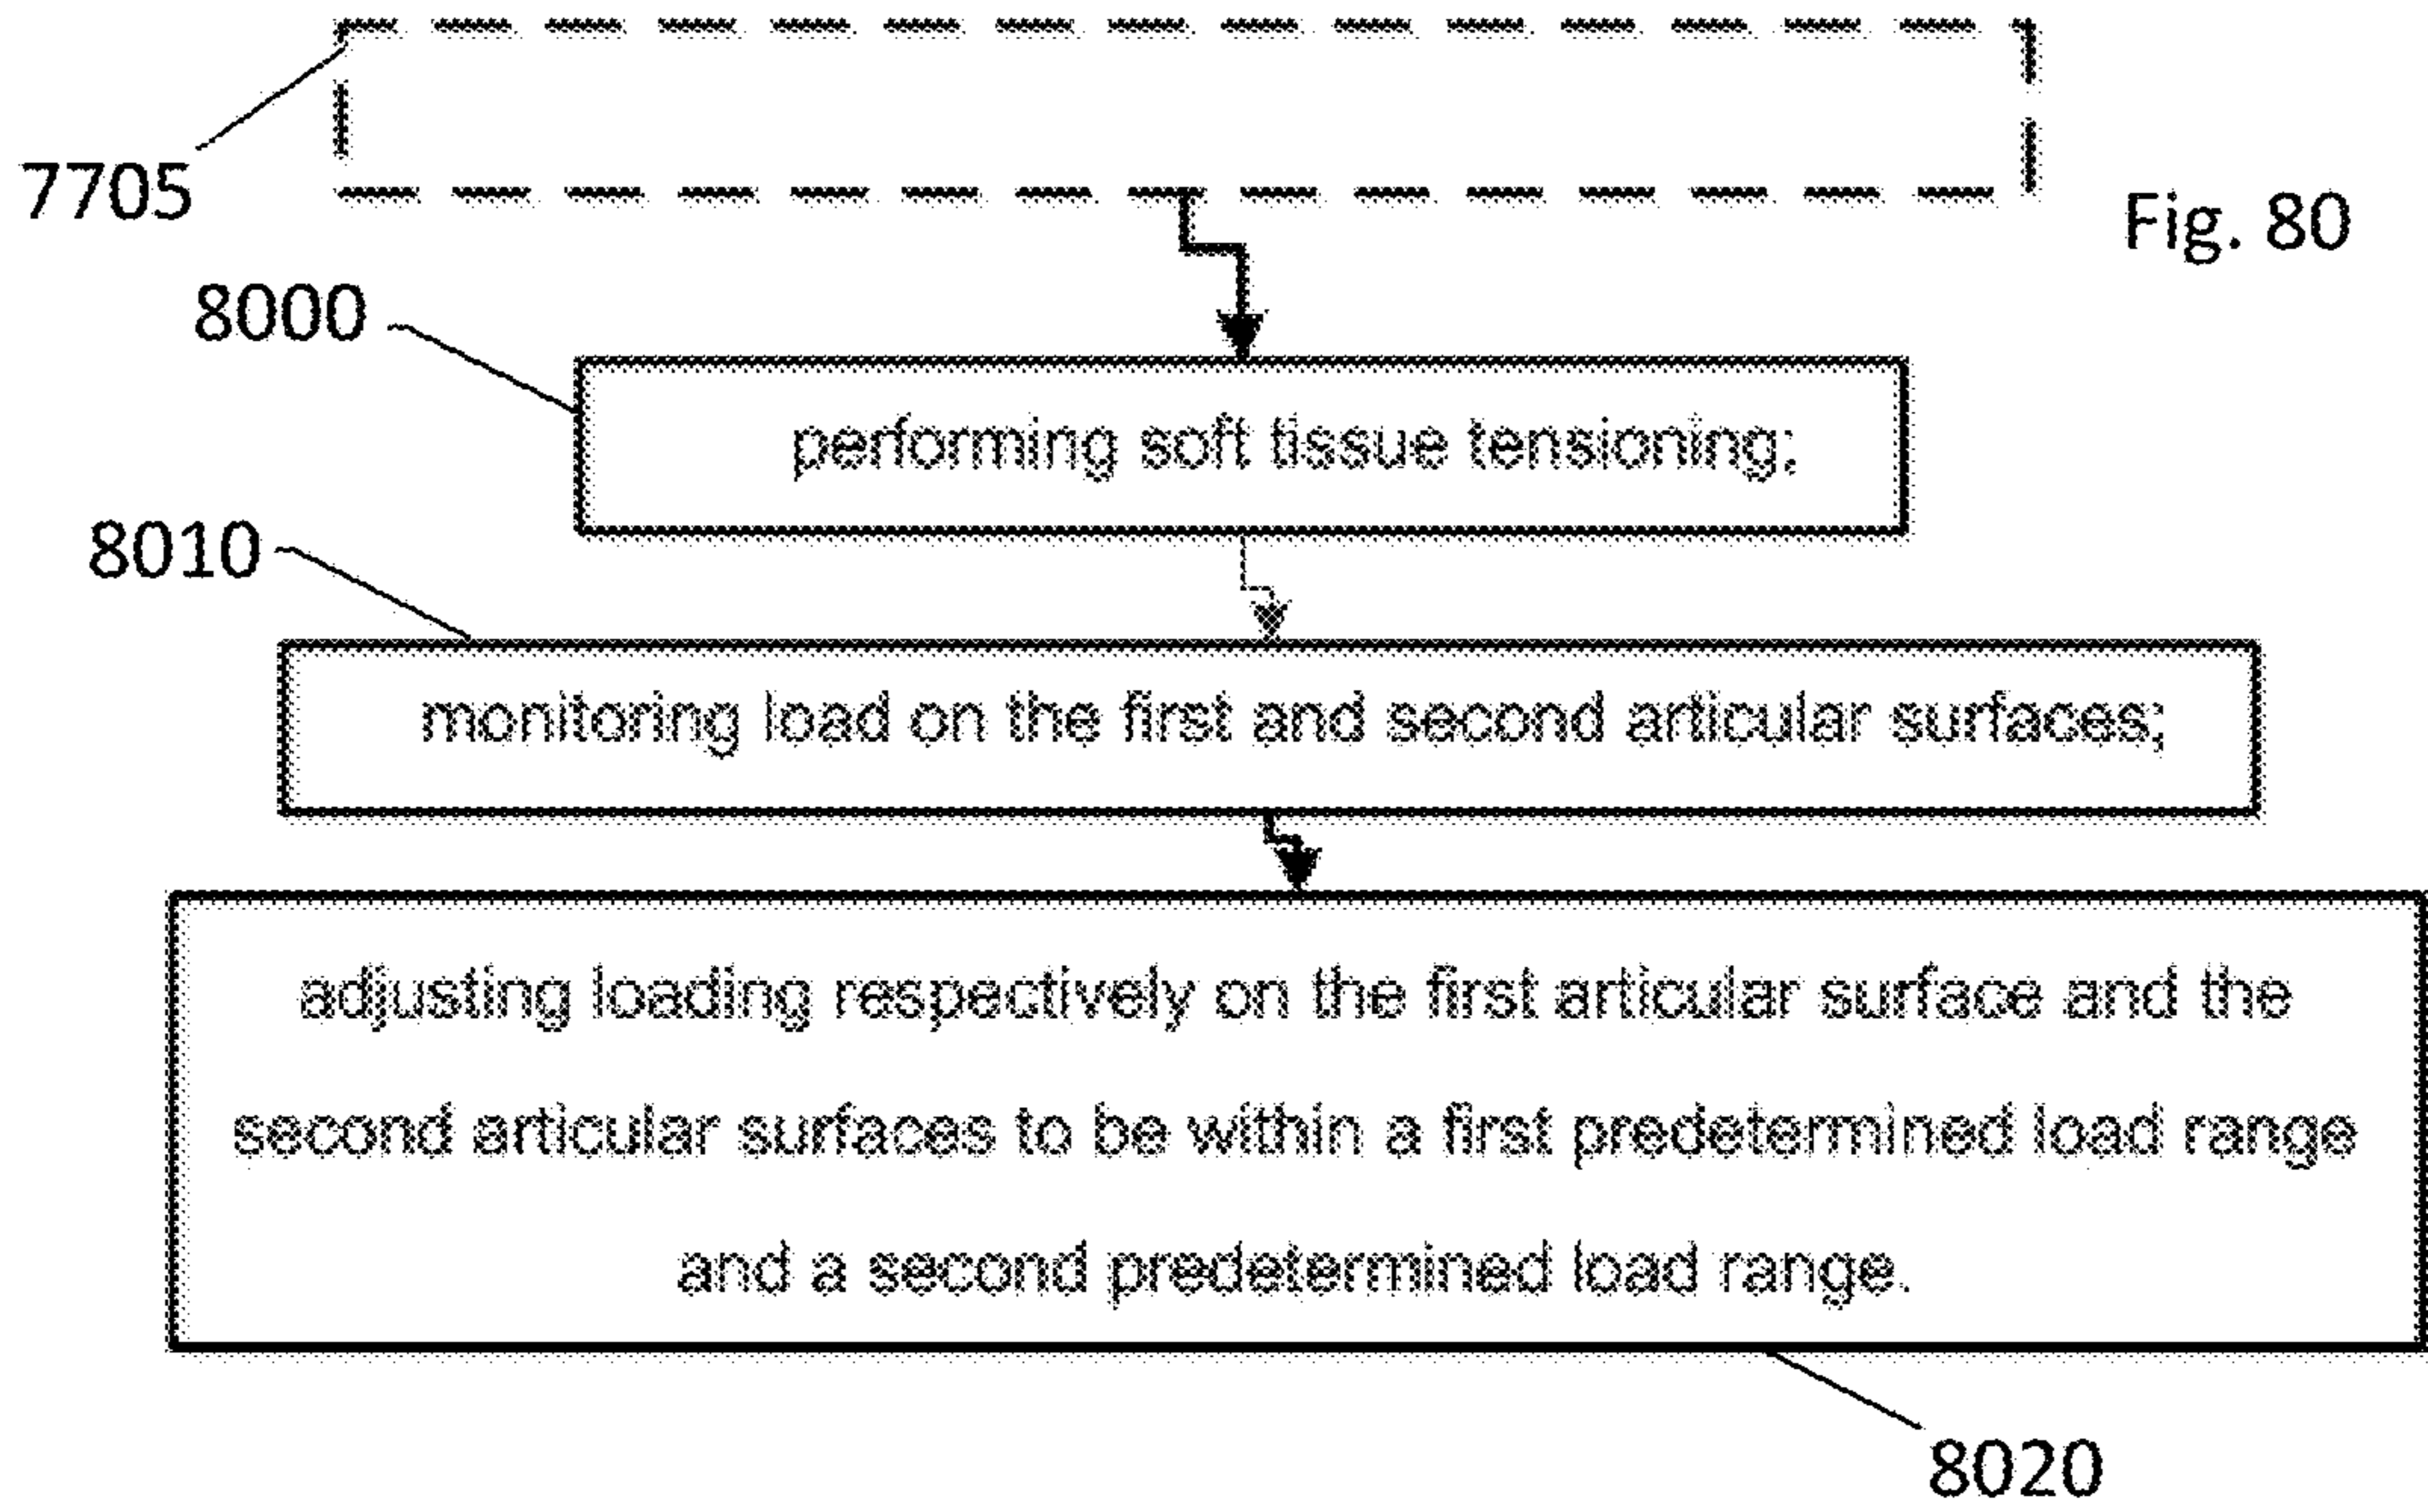 7705
Fig. 80
8000
performing soft tissue tensioning;
8010
monitoring load on the first and second articular surfaces;
adjusting loading respectively on the first articular surface and the
second articular surfaces to be within a first predetermined load range
and a second predetermined load range.
8020